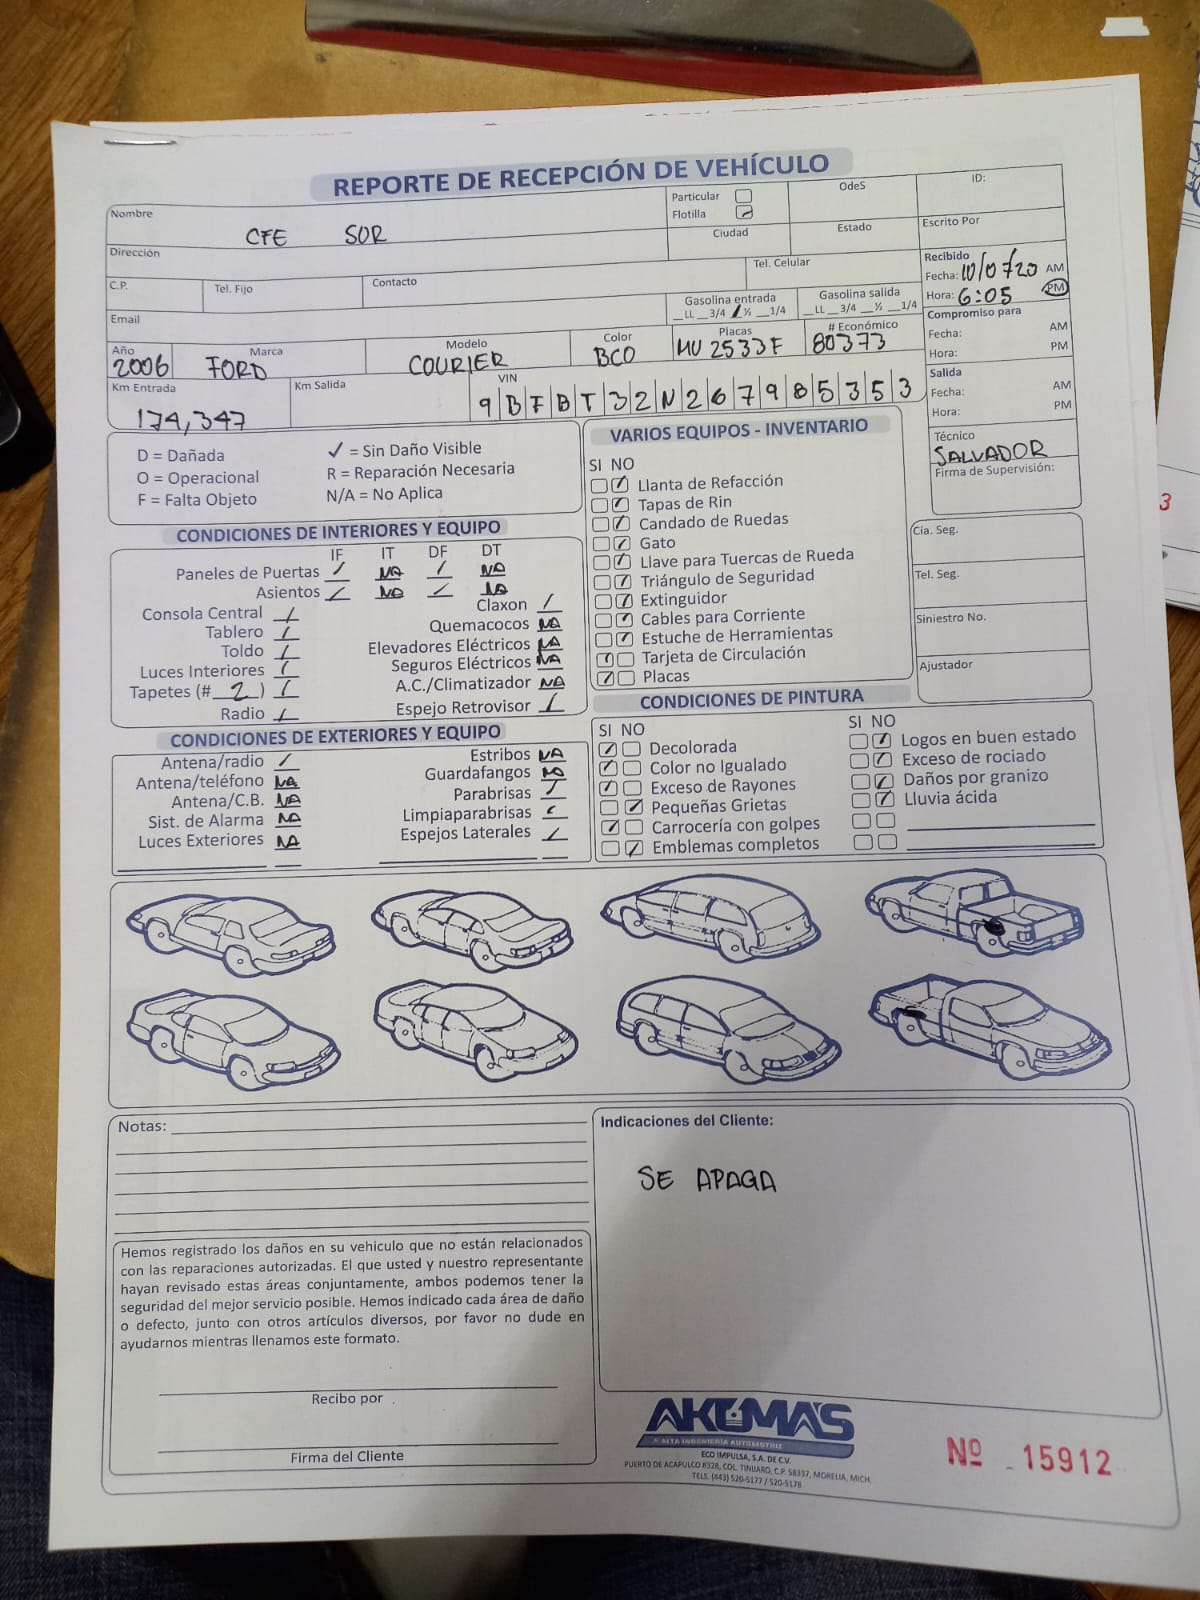 REPORTE DE RECEPCIÓN DE VEHÍCULO
Nombre
CFE SUR
Particular
Flotilla
OdeS
ID:
Dirección
Ciudad
Estado
Escrito Por
C.P.
Tel. Fijo
Contacto
Tel. Celular
Recibido
Fecha: 10/07/20 AM
Hora: 6:05 PM
Email
Gasolina entrada
__LL __3/4 __½ __1/4
Gasolina salida
__LL __3/4 __½ __1/4
Compromiso para
Fecha: AM
Hora: PM
Año
2006
Marca
FORD
Modelo
COURIER
Color
BCO
Placas
MU 2533F
# Económico
80373
Km Entrada
174,347
Km Salida
VIN
9BFBT32N267985353
Salida
Fecha: AM
Hora: PM
Técnico
SALVADOR
Firma de Supervisión:
D = Dañada
O = Operacional
F = Falta Objeto
✓ = Sin Daño Visible
R = Reparación Necesaria
N/A = No Aplica
CONDICIONES DE INTERIORES Y EQUIPO
IF IT DF DT
Paneles de Puertas ✓ NA ✓ NA
Asientos ✓ NA ✓ NA
Consola Central ✓
Tablero ✓
Toldo ✓
Luces Interiores ✓
Tapetes (# 2 ) ✓
Radio ✓
Claxon ✓
Quemacocos NA
Elevadores Eléctricos NA
Seguros Eléctricos NA
A.C./Climatizador NA
Espejo Retrovisor ✓
CONDICIONES DE EXTERIORES Y EQUIPO
Antena/radio ✓
Antena/teléfono NA
Antena/C.B. NA
Sist. de Alarma NA
Luces Exteriores NA
Estribos NA
Guardafangos NA
Parabrisas ✓
Limpiaparabrisas ✓
Espejos Laterales ✓
VARIOS EQUIPOS - INVENTARIO
SI NO
Llanta de Refacción
Tapas de Rin
Candado de Ruedas
Gato
Llave para Tuercas de Rueda
Triángulo de Seguridad
Extinguidor
Cables para Corriente
Estuche de Herramientas
Tarjeta de Circulación
Placas
Cía. Seg.
Tel. Seg.
Siniestro No.
Ajustador
CONDICIONES DE PINTURA
SI NO
Decolorada
Color no Igualado
Exceso de Rayones
Pequeñas Grietas
Carrocería con golpes
Emblemas completos
SI NO
Logos en buen estado
Exceso de rociado
Daños por granizo
Lluvia ácida
Notas:
Indicaciones del Cliente:
SE APAGA
Hemos registrado los daños en su vehiculo que no están relacionados
con las reparaciones autorizadas. El que usted y nuestro representante
hayan revisado estas áreas conjuntamente, ambos podemos tener la
seguridad del mejor servicio posible. Hemos indicado cada área de daño
o defecto, junto con otros artículos diversos, por favor no dude en
ayudarnos mientras llenamos este formato.
Recibo por
Firma del Cliente
AKUMA'S
ALTA INGENIERÍA AUTOMOTRIZ
ECO IMPULSA, S.A. DE C.V.
PUERTO DE ACAPULCO #328, COL. TINIJARO, C.P. 58337, MORELIA, MICH.
TELS. (443) 520-5177 / 520-5178
Nº 15912
3